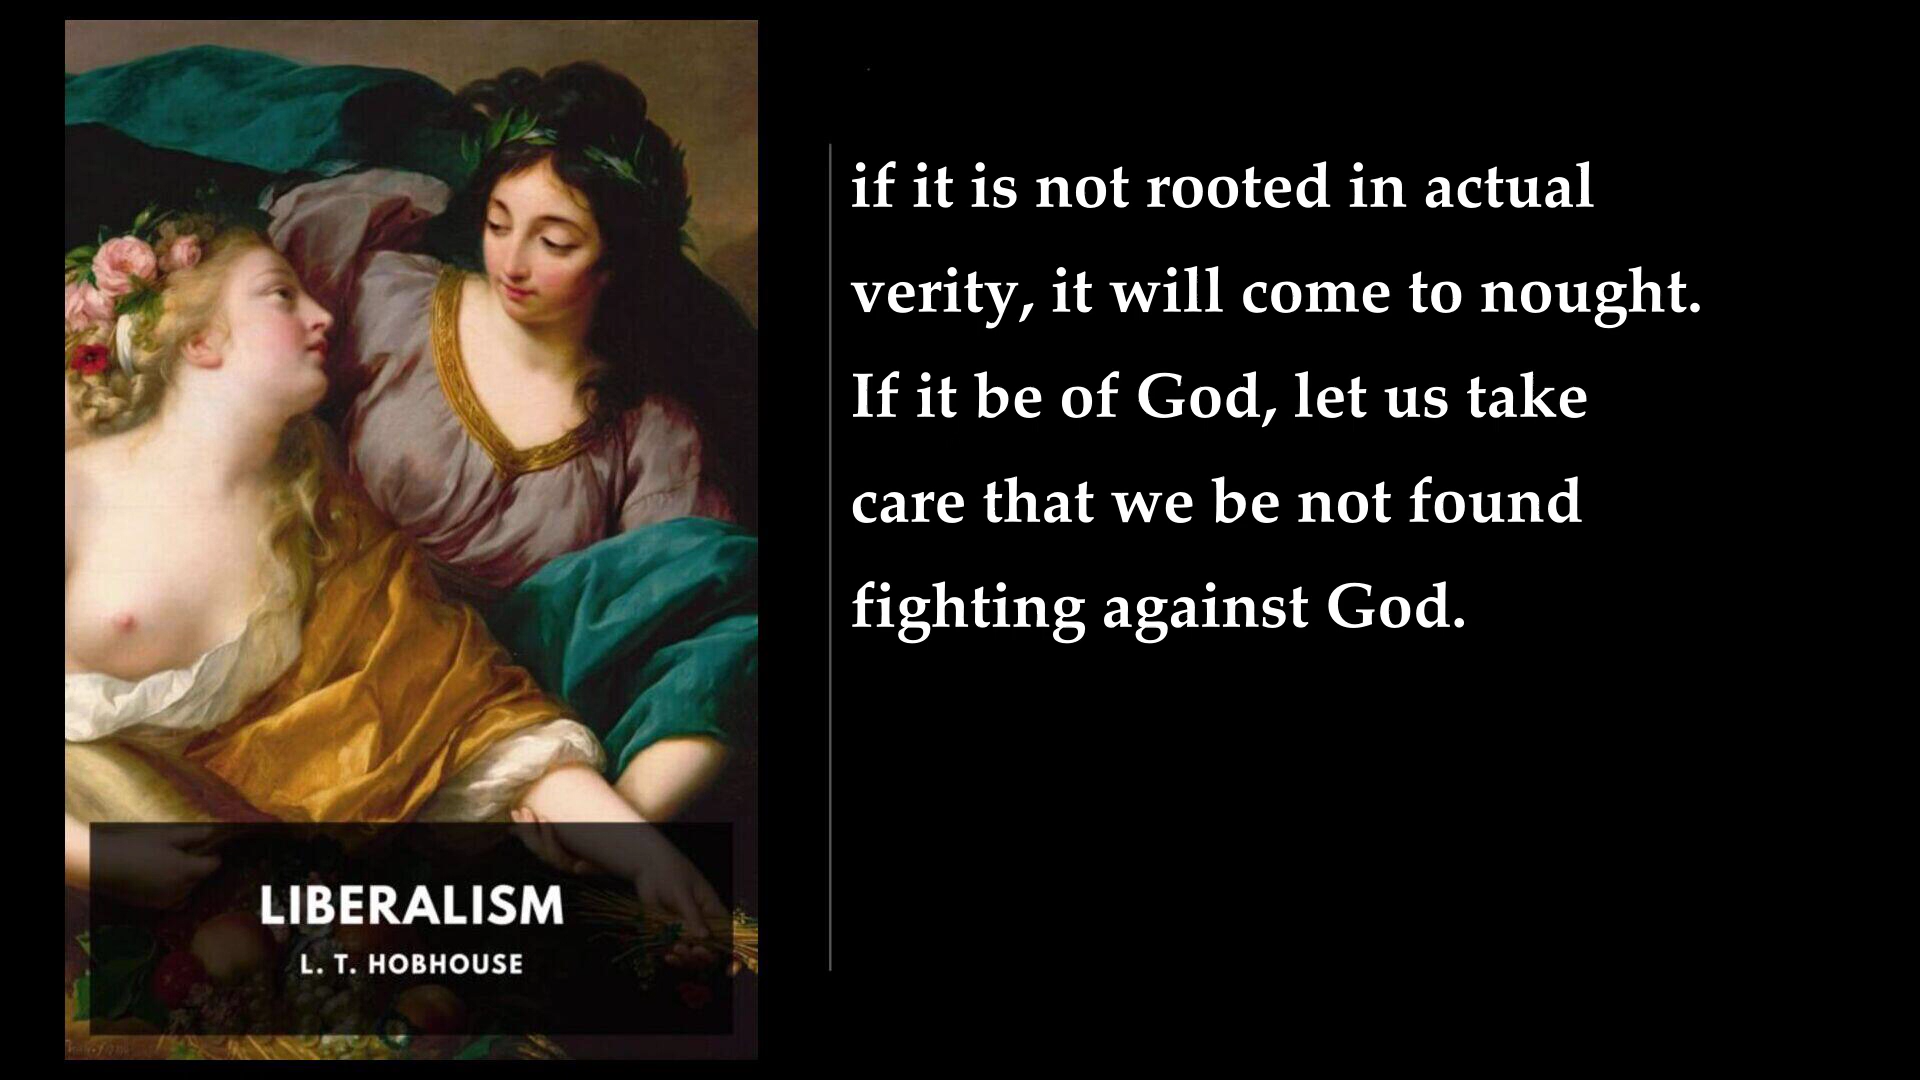 if it is not rooted in actual
verity, it will come to nought.
If it be of God, let us take
care that we be not found
fighting against God.
LIBERALISM
L. T. HOBHOUSE